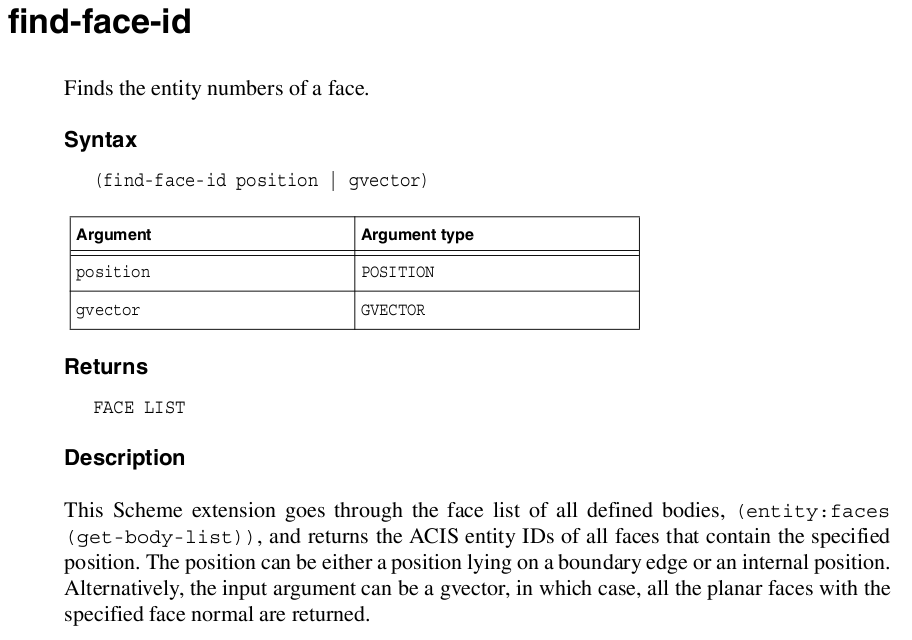 find-face-id
Finds the entity numbers of a face.
Syntax
(find-face-id position | gvector)
Argument Argument type
position POSITION
gvector GVECTOR
Returns
FACE LIST
Description
This Scheme extension goes through the face list of all defined bodies, (entity:faces
(get-body-list)), and returns the ACIS entity IDs of all faces that contain the specified
position. The position can be either a position lying on a boundary edge or an internal position.
Alternatively, the input argument can be a gvector, in which case, all the planar faces with the
specified face normal are returned.